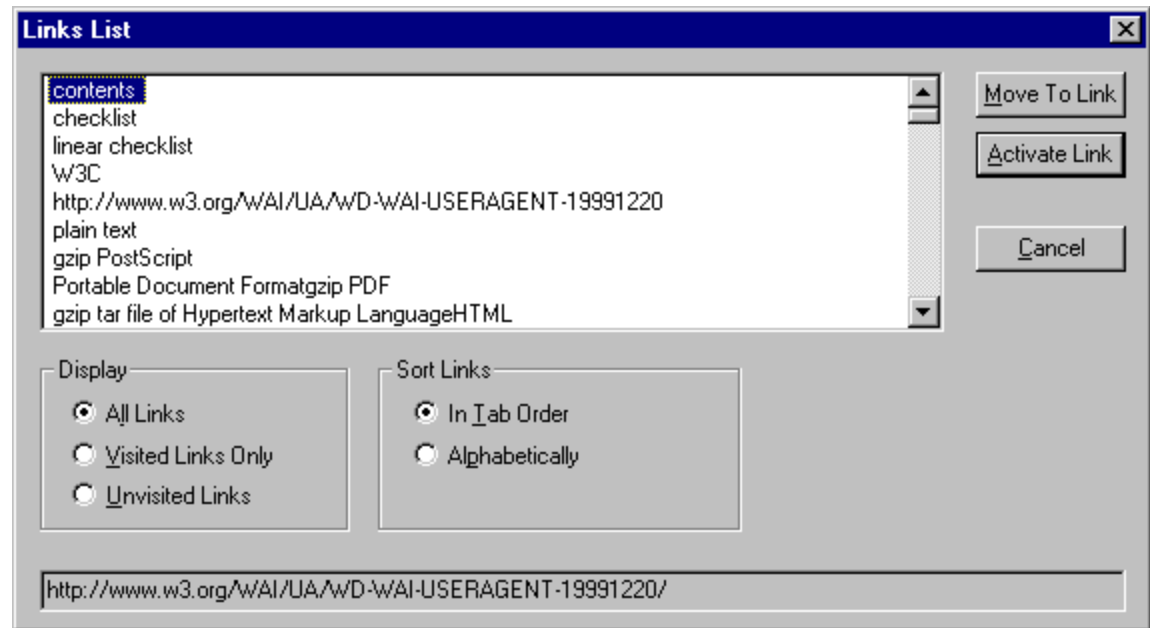 Links List
contents
checklist
linear checklist
W3C
http://www.w3.org/WAI/UA/WD-WAI-USERAGENT-19991220
plain text
gzip PostScript
Portable Document Formatgzip PDF
gzip tar file of Hypertext Markup LanguageHTML
Move To Link
Activate Link
Cancel
Display
All Links
Visited Links Only
Unvisited Links
Sort Links
In Tab Order
Alphabetically
http://www.w3.org/WAI/UA/WD-WAI-USERAGENT-19991220/